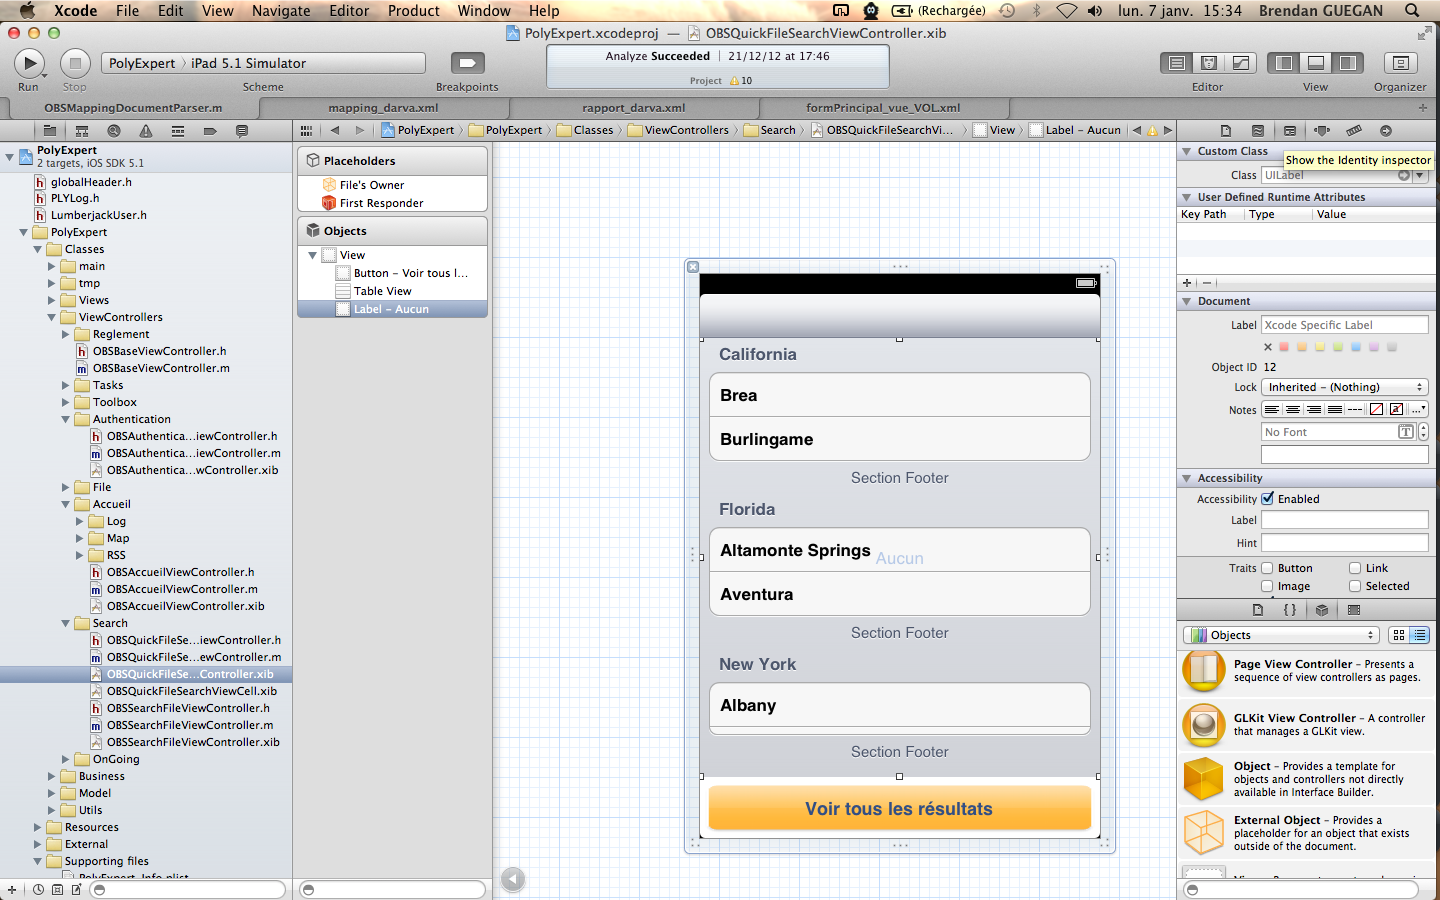 Xcode File Edit View Navigate Editor Product Window Help (Rechargée) lun. 7 janv. 15:34 Brendan GUEGAN
PolyExpert.xcodeproj — OBSQuickFileSearchViewController.xib
PolyExpert iPad 5.1 Simulator
Analyze Succeeded | 21/12/12 at 17:46
Project 10
Run Stop Scheme Breakpoints Editor View Organizer
OBSMappingDocumentParser.m mapping_darva.xml rapport_darva.xml formPrincipal_vue_VOL.xml
PolyExpert PolyExpert Classes ViewControllers Search OBSQuickFileSearchVi... View Label – Aucun
PolyExpert
2 targets, iOS SDK 5.1
globalHeader.h
PLYLog.h
LumberjackUser.h
PolyExpert
Classes
main
tmp
Views
ViewControllers
Reglement
OBSBaseViewController.h
OBSBaseViewController.m
Tasks
Toolbox
Authentication
OBSAuthentica...iewController.h
OBSAuthentica...iewController.m
OBSAuthentica...wController.xib
File
Accueil
Log
Map
RSS
OBSAccueilViewController.h
OBSAccueilViewController.m
OBSAccueilViewController.xib
Search
OBSQuickFileSe...iewController.h
OBSQuickFileSe...ewController.m
OBSQuickFileSe...Controller.xib
OBSQuickFileSearchViewCell.xib
OBSSearchFileViewController.h
OBSSearchFileViewController.m
OBSSearchFileViewController.xib
OnGoing
Business
Model
Utils
Resources
External
Supporting files
PolyExpert-Info.plist
Placeholders
File's Owner
First Responder
Objects
View
Button – Voir tous l...
Table View
Label – Aucun
California
Brea
Burlingame
Section Footer
Florida
Altamonte Springs
Aucun
Aventura
Section Footer
New York
Albany
Section Footer
Voir tous les résultats
Custom Class
Show the Identity inspector
Class UILabel
User Defined Runtime Attributes
Key Path Type Value
Document
Label Xcode Specific Label
Object ID 12
Lock Inherited – (Nothing)
Notes
No Font
Accessibility
Accessibility Enabled
Label
Hint
Traits Button Link
Image Selected
Objects
Page View Controller – Presents a
sequence of view controllers as pages.
GLKit View Controller – A controller
that manages a GLKit view.
Object – Provides a template for
objects and controllers not directly
available in Interface Builder.
External Object – Provides a
placeholder for an object that exists
outside of the document.